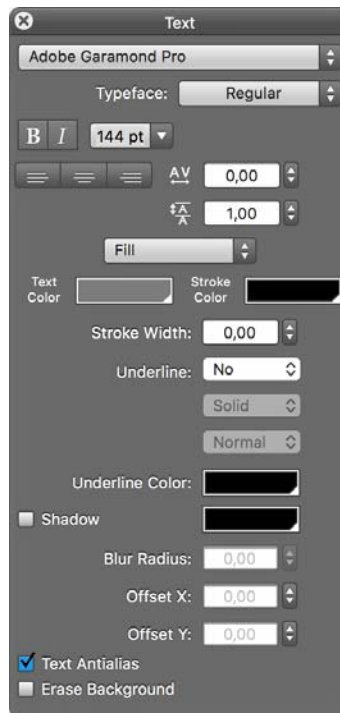 Text
Adobe Garamond Pro
Typeface: Regular
B I 144 pt
AV 0,00
A A 1,00
Fill
Text Color Stroke Color
Stroke Width: 0,00
Underline: No
Solid
Normal
Underline Color:
Shadow
Blur Radius: 0,00
Offset X: 0,00
Offset Y: 0,00
Text Antialias
Erase Background